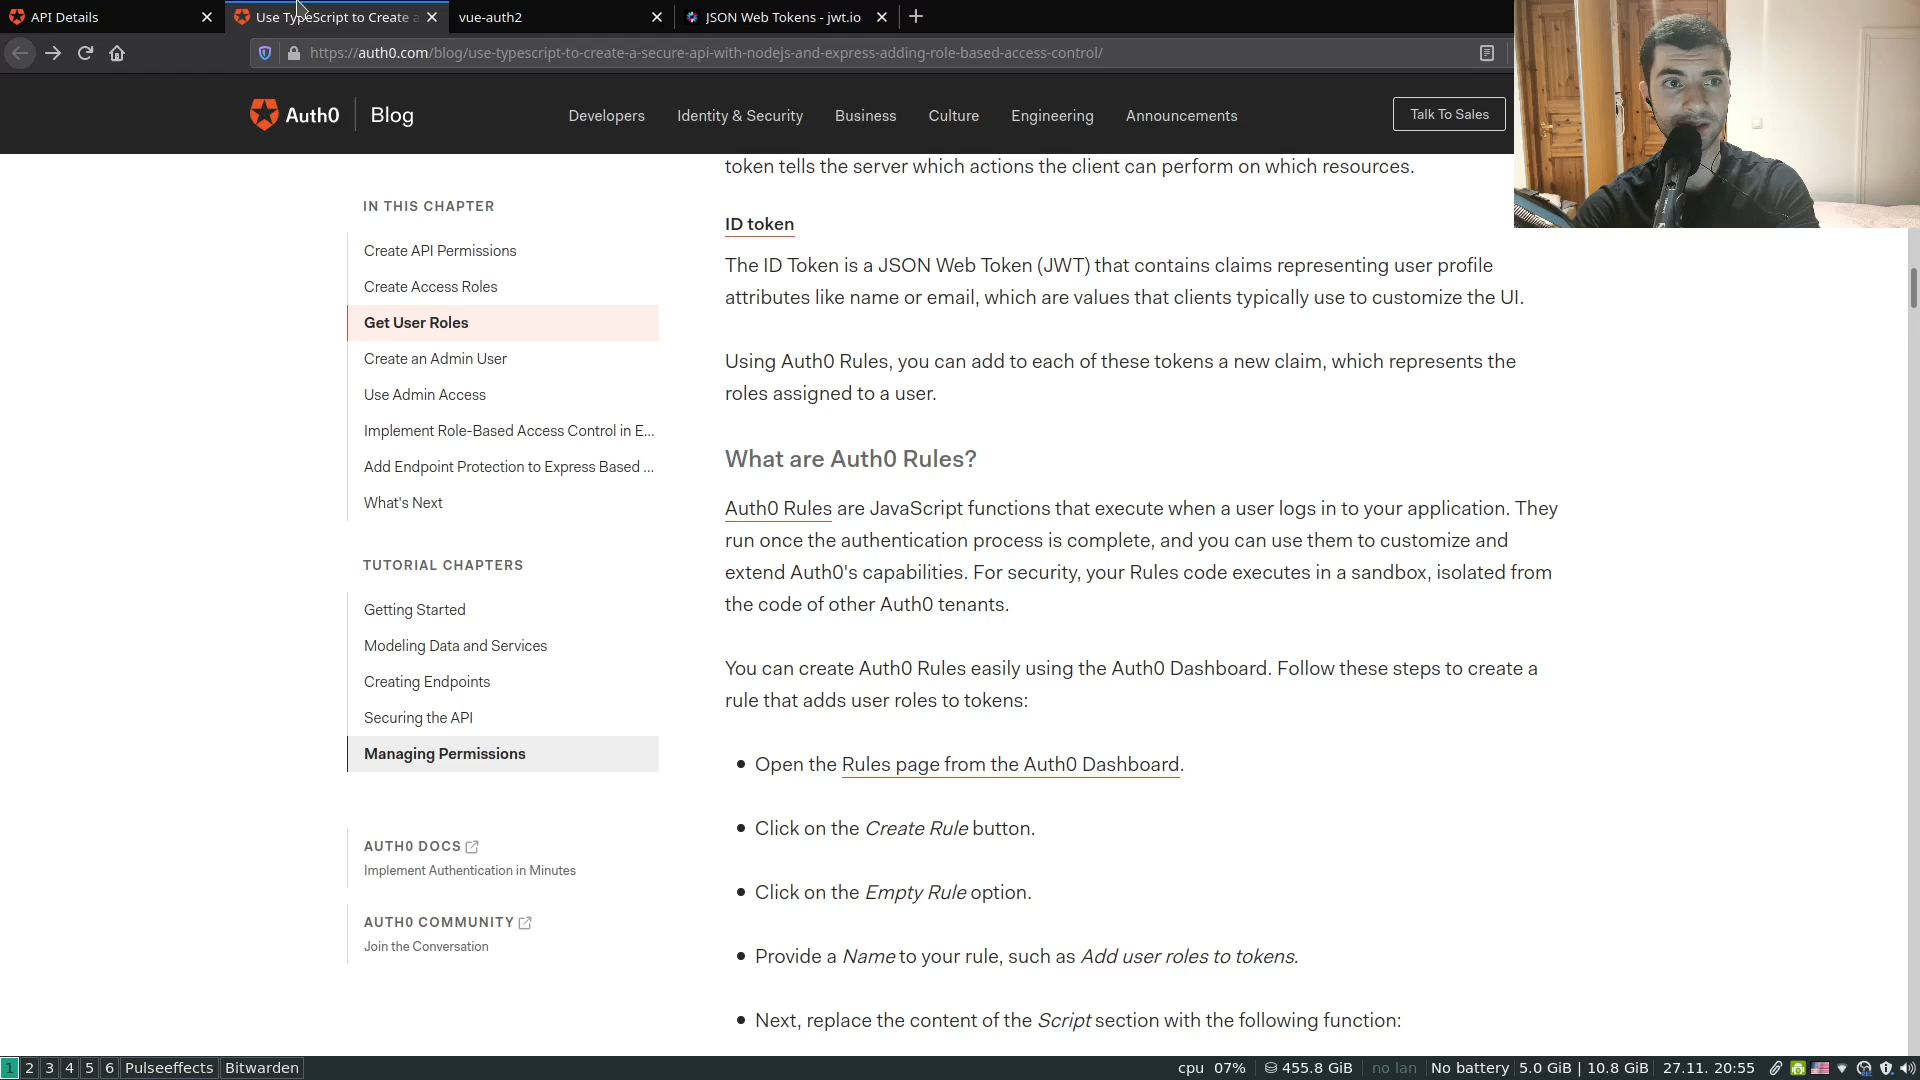 API Details
Use TypeScript to Create a
vue-auth2
JSON Web Tokens - jwt.io
https://auth0.com/blog/use-typescript-to-create-a-secure-api-with-nodejs-and-express-adding-role-based-access-control/
Auth0
Blog
Developers
Identity & Security
Business
Culture
Engineering
Announcements
Talk To Sales
IN THIS CHAPTER
Create API Permissions
Create Access Roles
Get User Roles
Create an Admin User
Use Admin Access
Implement Role-Based Access Control in E...
Add Endpoint Protection to Express Based ...
What's Next
TUTORIAL CHAPTERS
Getting Started
Modeling Data and Services
Creating Endpoints
Securing the API
Managing Permissions
AUTH0 DOCS
Implement Authentication in Minutes
AUTH0 COMMUNITY
Join the Conversation
token tells the server which actions the client can perform on which resources.
ID token
The ID Token is a JSON Web Token (JWT) that contains claims representing user profile
attributes like name or email, which are values that clients typically use to customize the UI.
Using Auth0 Rules, you can add to each of these tokens a new claim, which represents the
roles assigned to a user.
What are Auth0 Rules?
Auth0 Rules are JavaScript functions that execute when a user logs in to your application. They
run once the authentication process is complete, and you can use them to customize and
extend Auth0's capabilities. For security, your Rules code executes in a sandbox, isolated from
the code of other Auth0 tenants.
You can create Auth0 Rules easily using the Auth0 Dashboard. Follow these steps to create a
rule that adds user roles to tokens:
Open the Rules page from the Auth0 Dashboard.
Click on the Create Rule button.
Click on the Empty Rule option.
Provide a Name to your rule, such as Add user roles to tokens.
Next, replace the content of the Script section with the following function:
1 2 3 4 5 6 Pulseeffects Bitwarden
cpu 07% 455.8 GiB no lan No battery 5.0 GiB | 10.8 GiB 27.11. 20:55